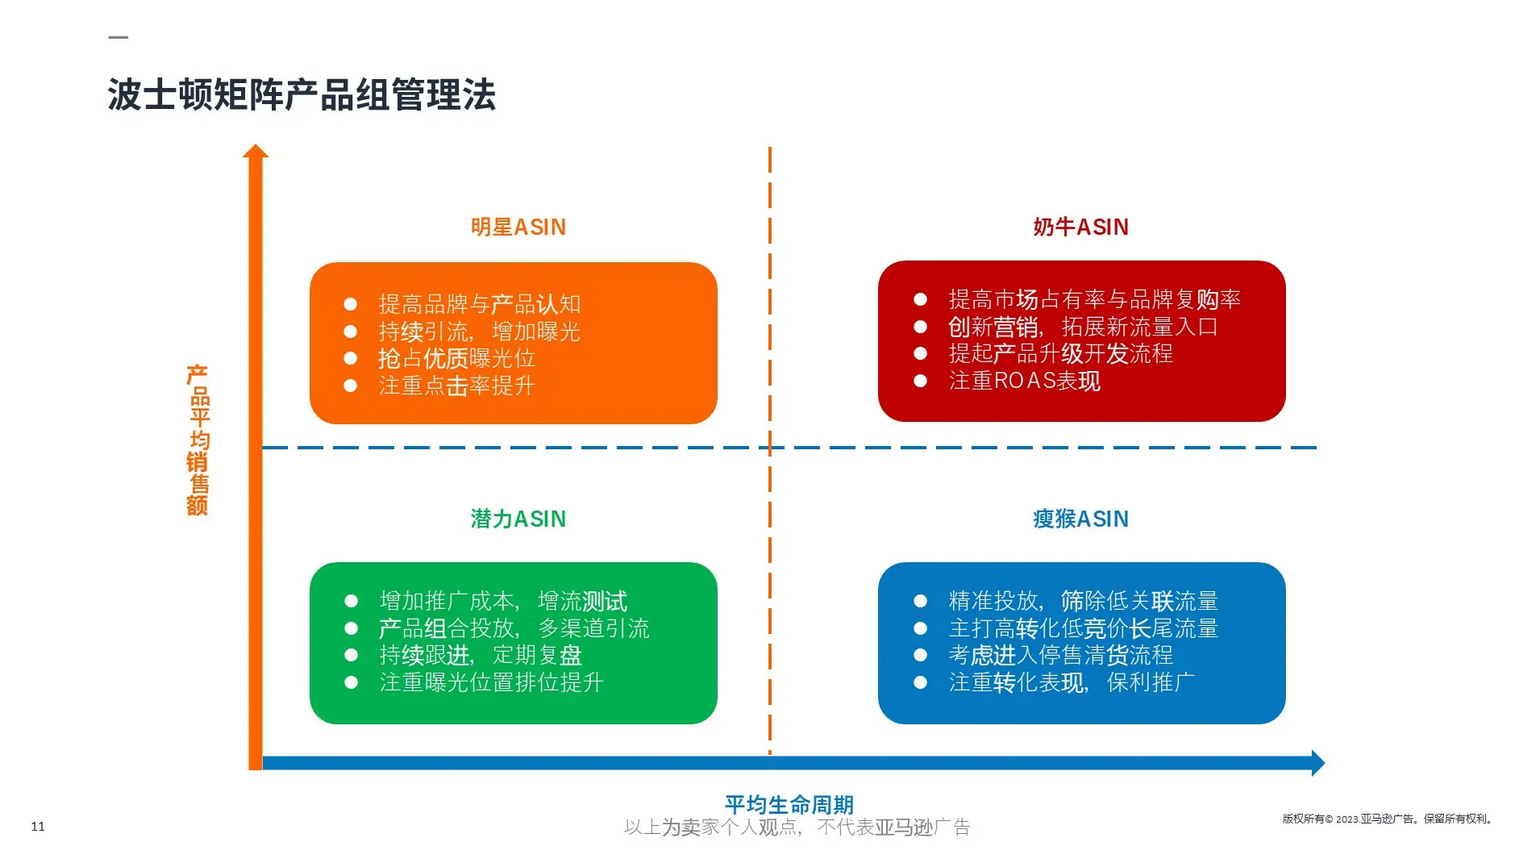 波士顿矩阵产品组管理法
明星ASIN
提高品牌与产品认知
持续引流，增加曝光
抢占优质曝光位
注重点击率提升
奶牛ASIN
提高市场占有率与品牌复购率
创新营销，拓展新流量入口
提起产品升级开发流程
注重ROAS表现
产品平均销售额
潜力ASIN
增加推广成本，增流测试
产品组合投放，多渠道引流
持续跟进，定期复盘
注重曝光位置排位提升
瘦猴ASIN
精准投放，筛除低关联流量
主打高转化低竞价长尾流量
考虑进入停售清货流程
注重转化表现，保利推广
平均生命周期
以上为卖家个人观点，不代表亚马逊广告
11
版权所有© 2023.亚马逊广告。保留所有权利。